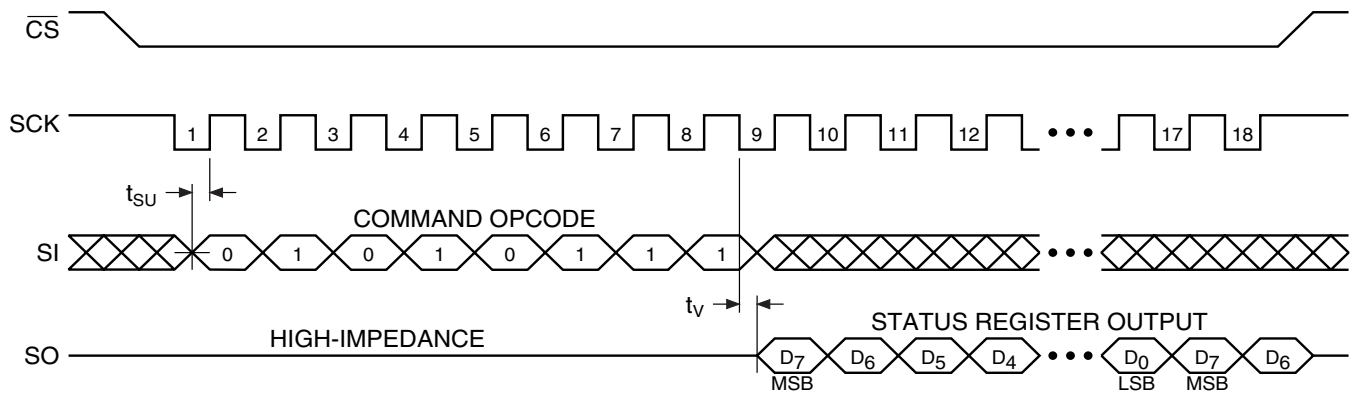 CS
SCK 1 2 3 4 5 6 7 8 9 10 11 12 ••• 17 18
tSU
COMMAND OPCODE
SI 0 1 0 1 0 1 1 1 •••
tV
HIGH-IMPEDANCE STATUS REGISTER OUTPUT
SO D7 D6 D5 D4 ••• D0 D7 D6
MSB LSB MSB